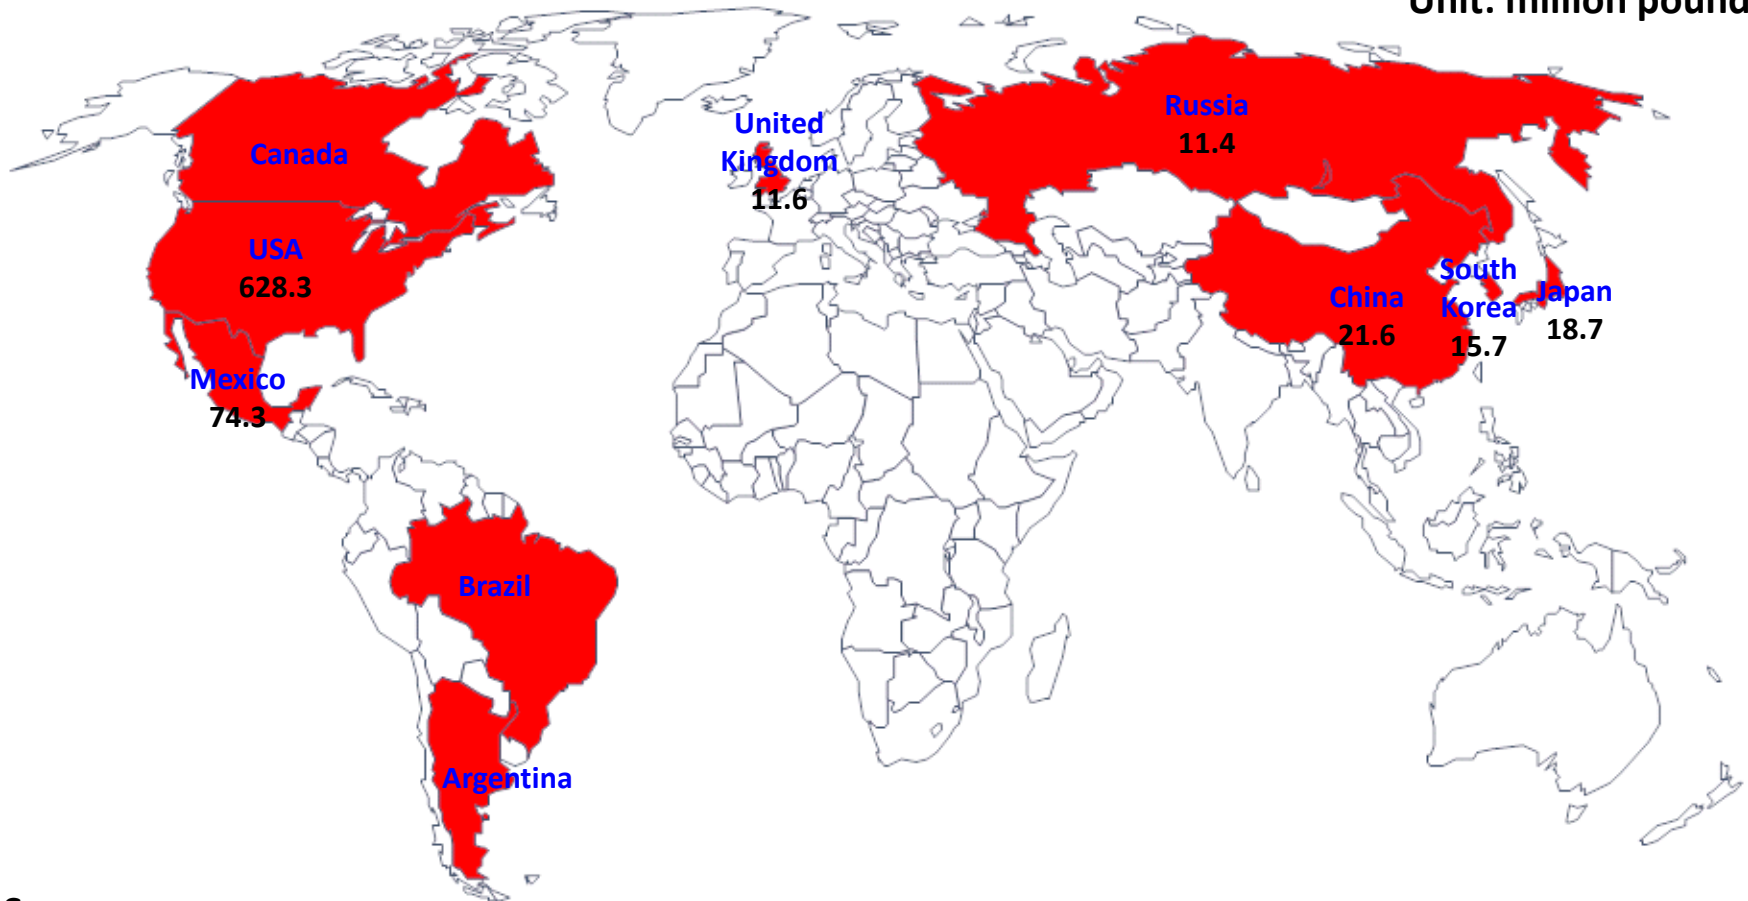 Unit: million pound
Russia
11.4
United
Kingdom
11.6
Canada
USA
628.3
South
Korea
15.7
China
21.6
Japan
18.7
Mexico
74.3
Brazil
Argentina